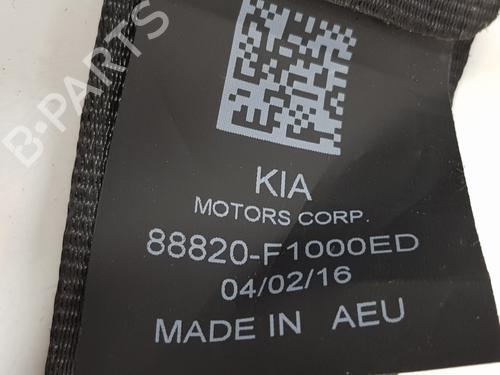 B-PARTS
KIA
MOTORS CORP.
88820-F1000ED
04/02/16
MADE IN AEU